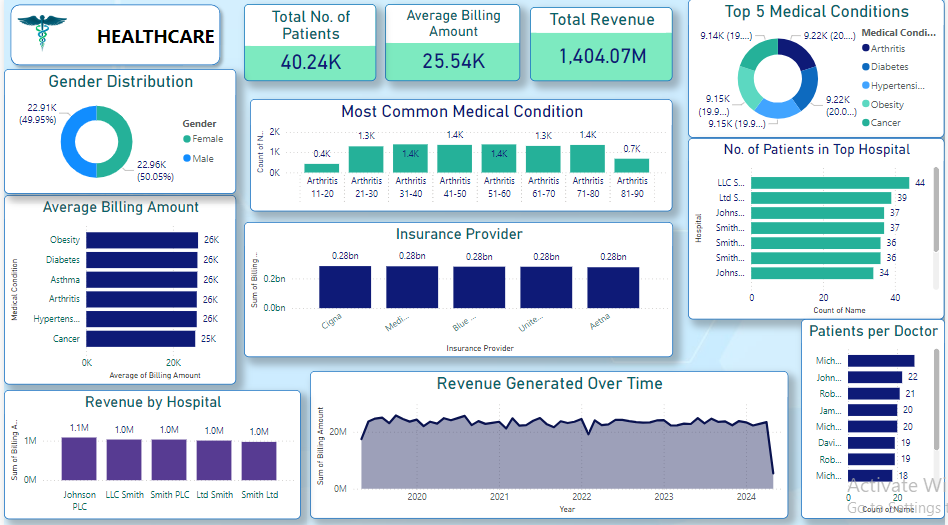 HEALTHCARE
Total No. of
Patients
40.24K
Average Billing
Amount
25.54K
Total Revenue
1,404.07M
Top 5 Medical Conditions
9.14K (19....)
9.22K (20....)
9.15K
(19.9...)
9.22K
(20.0...)
9.15K (19.9...)
Medical Condi...
Arthritis
Diabetes
Hypertensi...
Obesity
Cancer
Gender Distribution
22.91K
(49.95%)
22.96K
(50.05%)
Gender
Female
Male
Most Common Medical Condition
Count of N...
2K
1K
0K
0.4K
1.3K
1.4K
1.4K
1.4K
1.3K
1.4K
0.7K
Arthritis Arthritis Arthritis Arthritis Arthritis Arthritis Arthritis Arthritis
11-20 21-30 31-40 41-50 51-60 61-70 71-80 81-90
No. of Patients in Top Hospital
Hospital
LLC S... 44
Ltd S... 39
Johns... 37
Smith... 37
Smith... 36
Smith... 36
Johns... 34
0 20 40
Count of Name
Average Billing Amount
Medical Condition
Obesity 26K
Diabetes 26K
Asthma 26K
Arthritis 26K
Hypertens... 26K
Cancer 25K
0K 20K
Average of Billing Amount
Insurance Provider
Sum of Billing ...
0.2bn
0.0bn
0.28bn 0.28bn 0.28bn 0.28bn 0.28bn
Cigna Medi... Blue ... Unite... Aetna
Insurance Provider
Patients per Doctor
Mich...
John... 22
Rob... 21
Jam... 20
Mich... 20
Davi... 19
Rob... 19
Mich... 18
0 20
Count of Name
Revenue by Hospital
Sum of Billing A...
1M
0M
1.1M 1.0M 1.0M 1.0M 1.0M
Johnson LLC Smith Smith PLC Ltd Smith Smith Ltd
PLC
Revenue Generated Over Time
Sum of Billing Amount
20M
0M
2020 2021 2022 2023 2024
Year
Activate W
Go to Settings